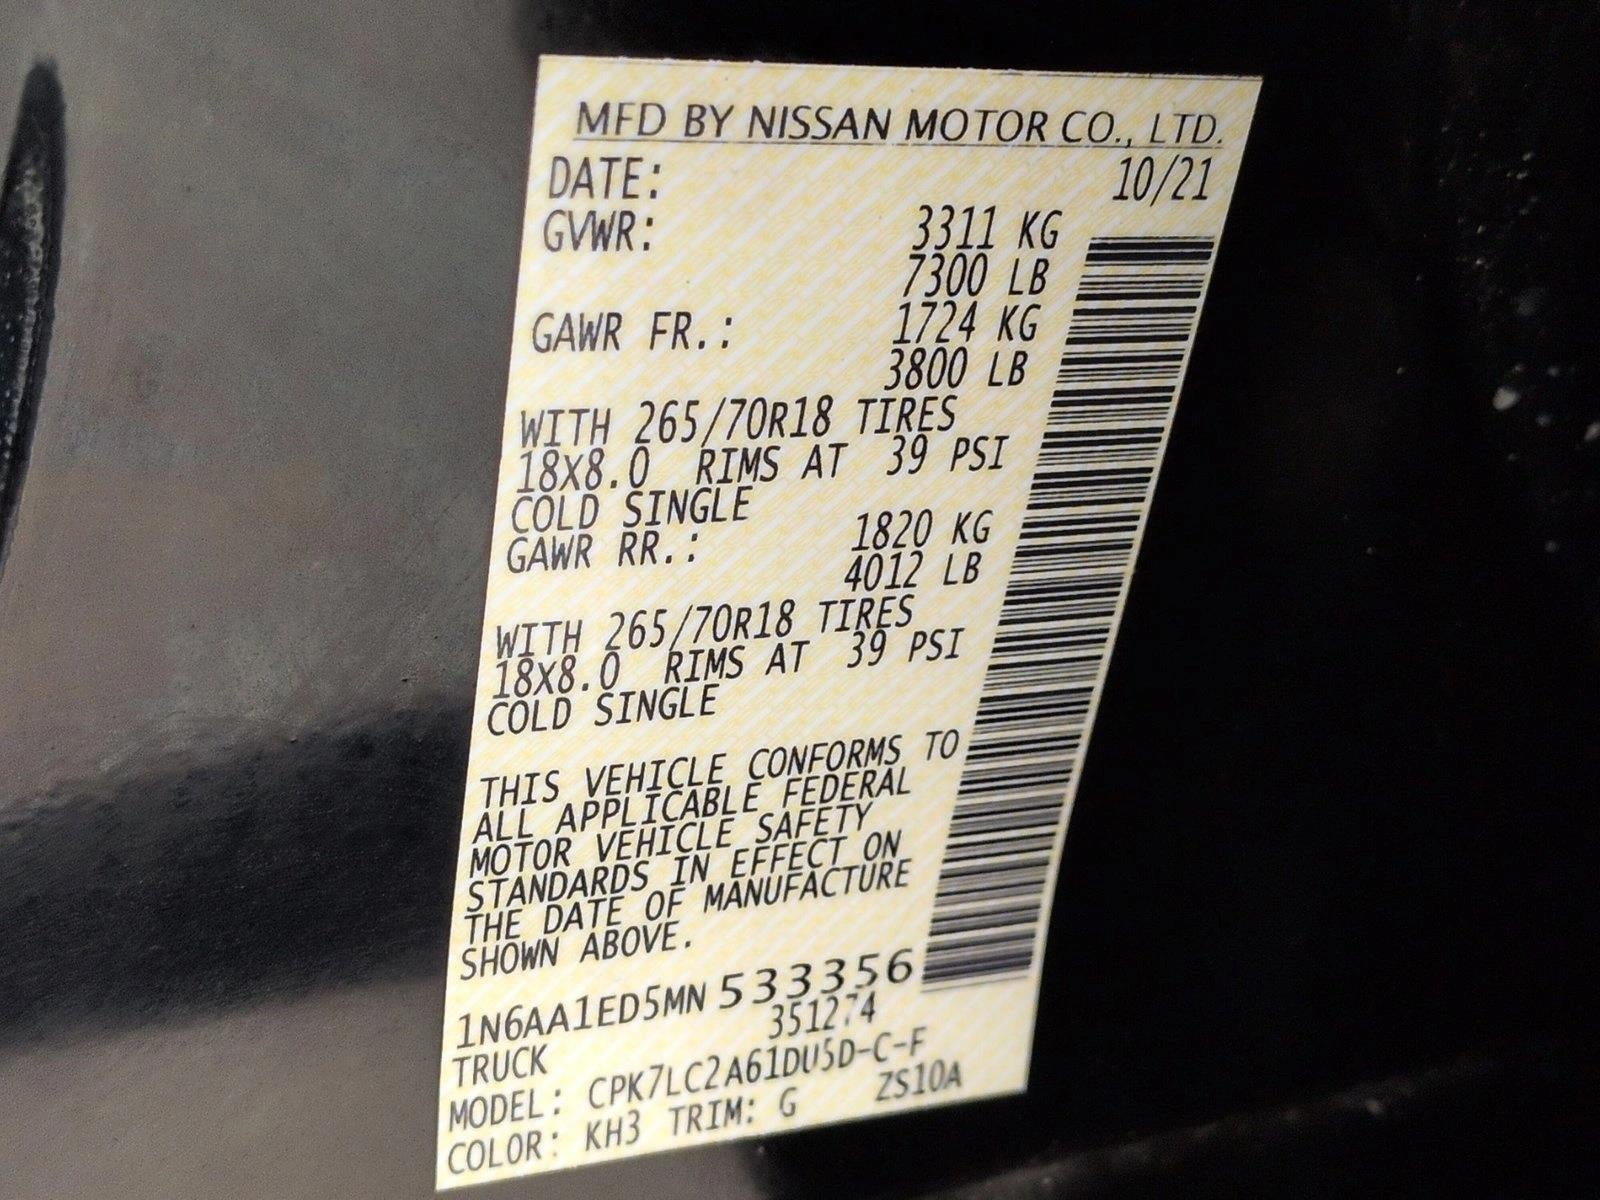 MFD BY NISSAN MOTOR CO., LTD.
DATE: 10/21
GVWR: 3311 KG
7300 LB
GAWR FR.: 1724 KG
3800 LB
WITH 265/70R18 TIRES
18X8.0 RIMS AT 39 PSI
COLD SINGLE
GAWR RR.: 1820 KG
4012 LB
WITH 265/70R18 TIRES
18X8.0 RIMS AT 39 PSI
COLD SINGLE
THIS VEHICLE CONFORMS TO
ALL APPLICABLE FEDERAL
MOTOR VEHICLE SAFETY
STANDARDS IN EFFECT ON
THE DATE OF MANUFACTURE
SHOWN ABOVE.
1N6AA1ED5MN533356
TRUCK 351274
MODEL: CPK7LC2A61DU5D-C-F
COLOR: KH3 TRIM: G ZS10A